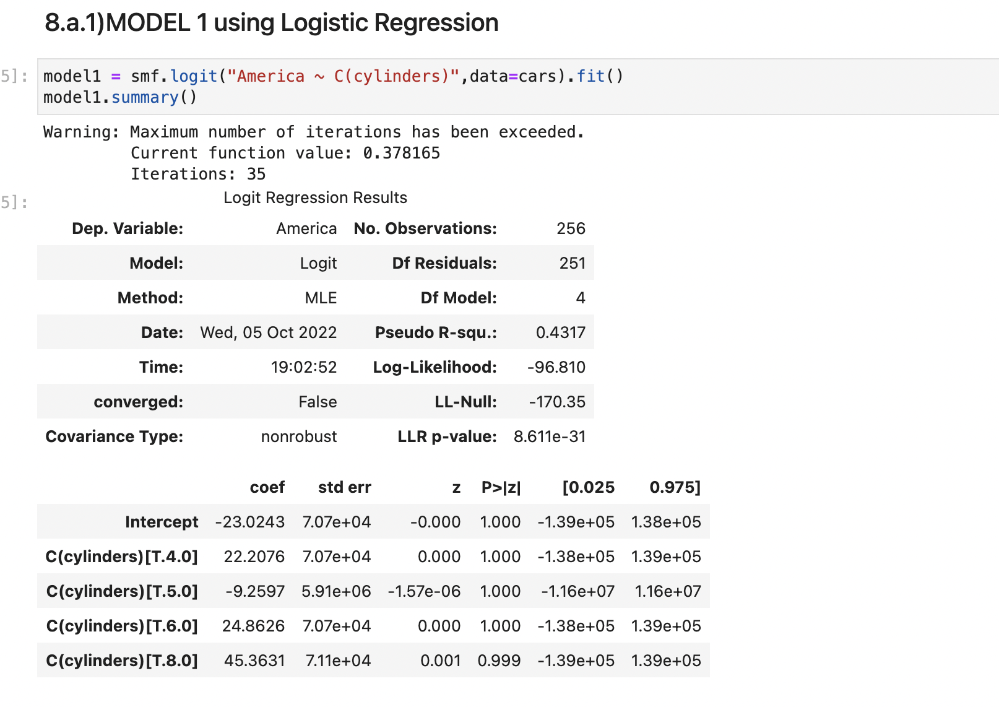 8.a.1)MODEL 1 using Logistic Regression
5]: model1 = smf.logit("America ~ C(cylinders)",data=cars).fit()
model1.summary()
Warning: Maximum number of iterations has been exceeded.
Current function value: 0.378165
Iterations: 35
5]:
Logit Regression Results
Dep. Variable: America No. Observations: 256
Model: Logit Df Residuals: 251
Method: MLE Df Model: 4
Date: Wed, 05 Oct 2022 Pseudo R-squ.: 0.4317
Time: 19:02:52 Log-Likelihood: -96.810
converged: False LL-Null: -170.35
Covariance Type: nonrobust LLR p-value: 8.611e-31
coef std err z P>|z| [0.025 0.975]
Intercept -23.0243 7.07e+04 -0.000 1.000 -1.39e+05 1.38e+05
C(cylinders)[T.4.0] 22.2076 7.07e+04 0.000 1.000 -1.38e+05 1.39e+05
C(cylinders)[T.5.0] -9.2597 5.91e+06 -1.57e-06 1.000 -1.16e+07 1.16e+07
C(cylinders)[T.6.0] 24.8626 7.07e+04 0.000 1.000 -1.38e+05 1.39e+05
C(cylinders)[T.8.0] 45.3631 7.11e+04 0.001 0.999 -1.39e+05 1.39e+05